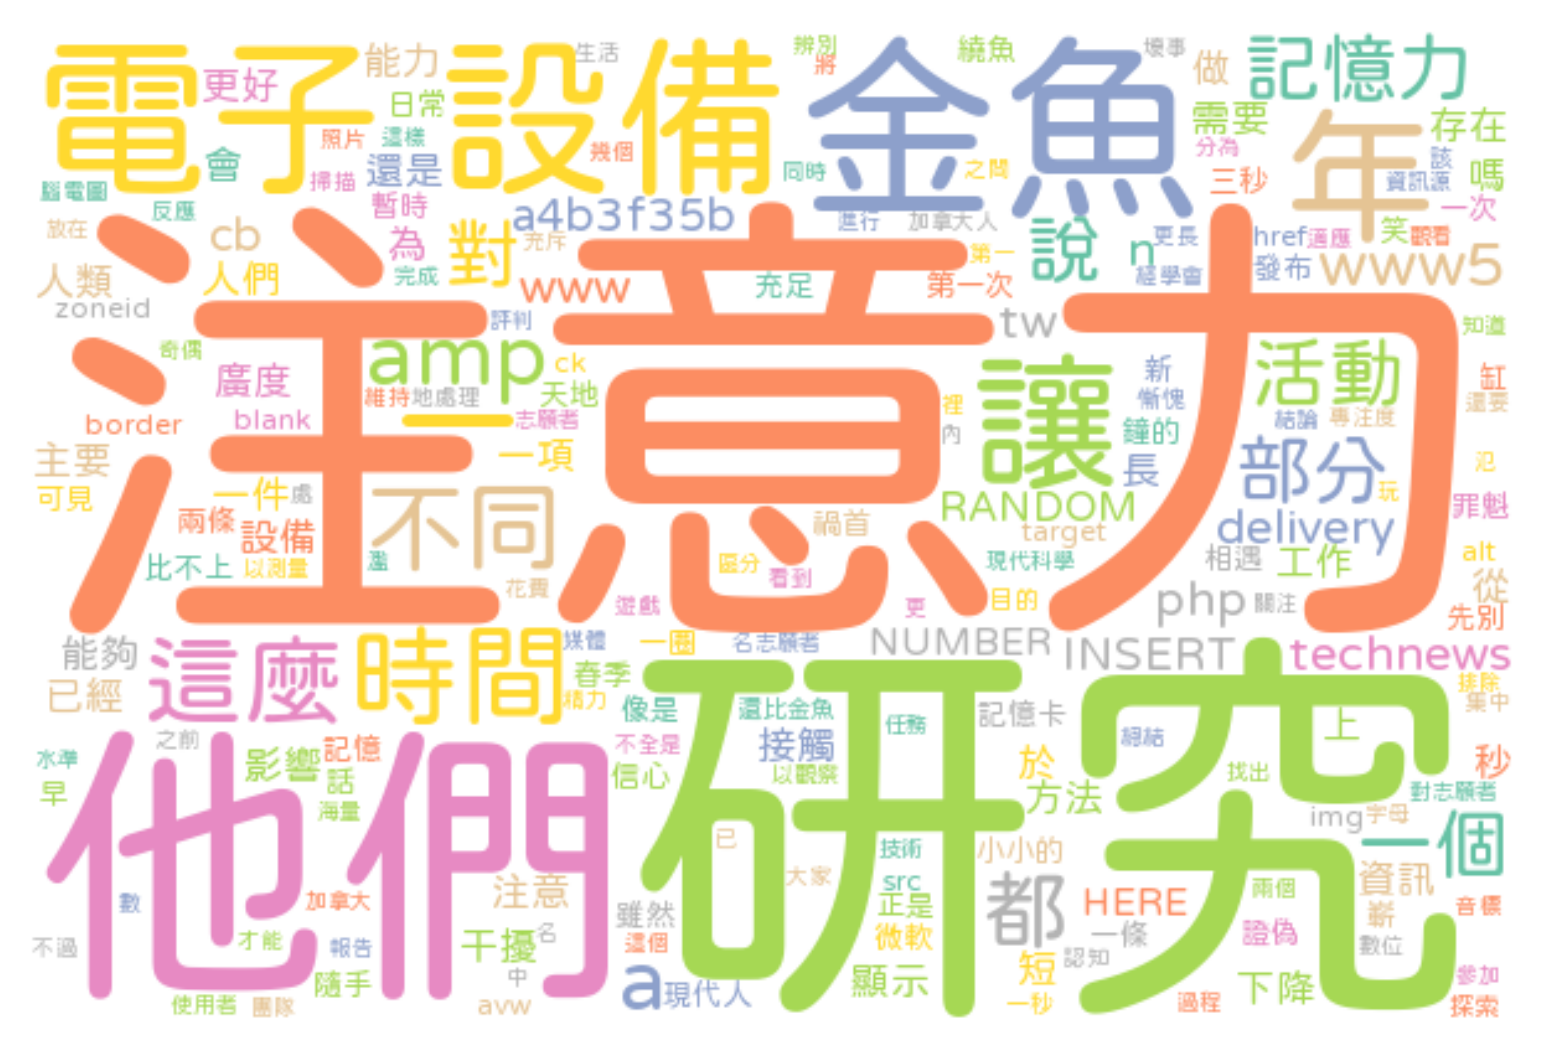 電子設備
金魚
記憶力
能力
生活
辨別
將
繞魚
壞事
做
更好
日常
年
需要
存在
照片
這樣
幾個
同時
之間
分為
該
嗎
會
掃描
還是
三秒
資訊源
腦電圖
反應
暫時
a4b3f35b
進行
加拿大人
一次
放在
cb
為
對
充斥
第一
說
n
更長
href
適應
笑
觀看
人類
人們
完成
www
充足
第一次
經學會
發布
www5
zoneid
評判
tw
知道
注意力
奇偶
amp
ck
讓
新
活動
廣度
維持
地處理
天地
裡
慚愧
缸
還要
border
blank
一
志願者
內
鐘的
結論
專注度
主要
一項
長
部分
氾
可見
一件
處
不同
RANDOM
玩
罪魁
兩條
設備
禍首
target
delivery
比不上
以測量
濫
區分
看到
現代科學
相遇
工作
alt
從
花費
遊戲
更
目的
php
關注
先別
能夠
這麼
時間
媒體
一圈
名志願者
NUMBER
INSERT
technews
已經
春季
精力
研究
排除
集中
像是
還比金魚
任務
記憶卡
上
水準
之前
影響
記憶
不全是
接觸
總結
早
話
信心
以觀察
於
找出
秒
海量
方法
對志願者
他們
img
字母
一個
已
技術
小小的
大家
src
兩個
資訊
數
加拿大
注意
雖然
正是
都
HERE
嶄
音標
不過
才能
報告
干擾
名
這個
微軟
一條
證偽
數位
隨手
中
a
現代人
顯示
短
認知
下降
參加
使用者
團隊
avw
一秒
過程
探索